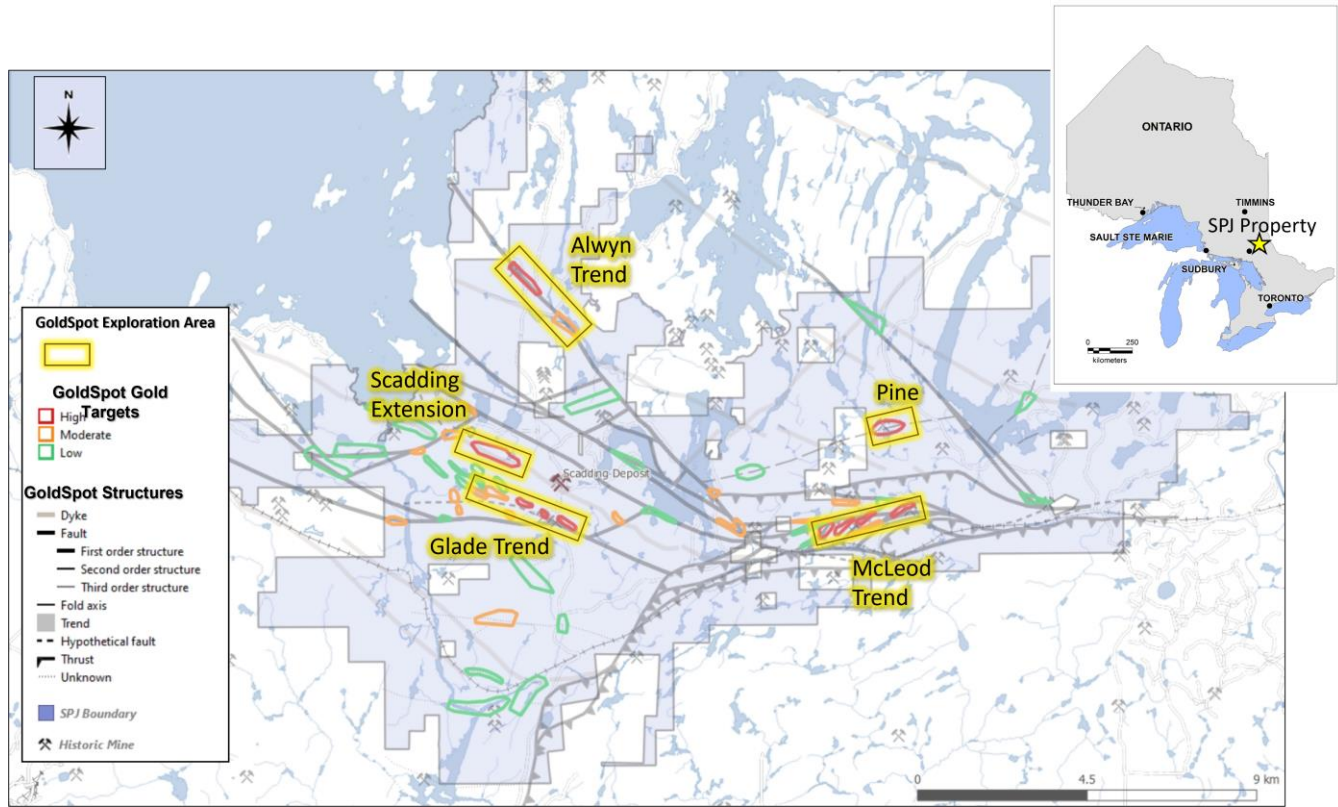 N
ONTARIO
THUNDER BAY
TIMMINS
SPJ Property
SAULT STE MARIE
SUDBURY
TORONTO
0 250
kilometers
Alwyn
Trend
Scadding
Extension
Pine
Scadding-Deposit
Glade Trend
McLeod
Trend
GoldSpot Exploration Area
GoldSpot Gold
Targets
High
Moderate
Low
GoldSpot Structures
Dyke
Fault
First order structure
Second order structure
Third order structure
Fold axis
Trend
Hypothetical fault
Thrust
Unknown
SPJ Boundary
Historic Mine
0 4.5 9 km